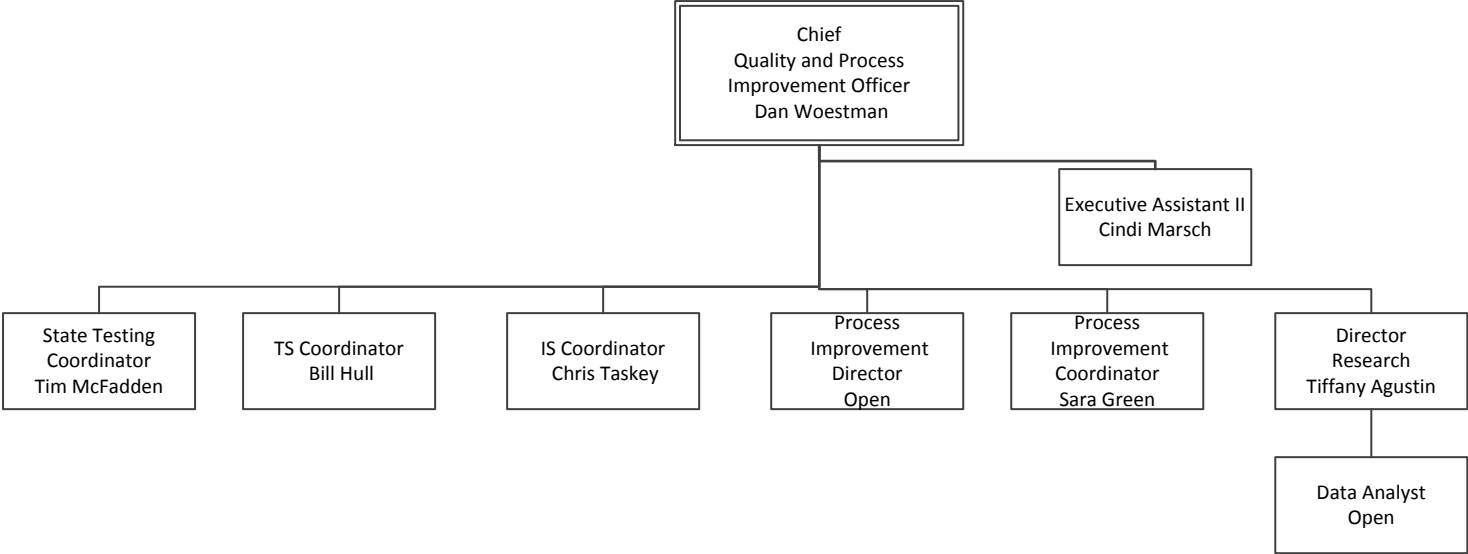 Chief
Quality and Process
Improvement Officer
Dan Woestman
Executive Assistant II
Cindi Marsch
State Testing
Coordinator
Tim McFadden
TS Coordinator
Bill Hull
IS Coordinator
Chris Taskey
Process
Improvement
Director
Open
Process
Improvement
Coordinator
Sara Green
Director
Research
Tiffany Agustin
Data Analyst
Open